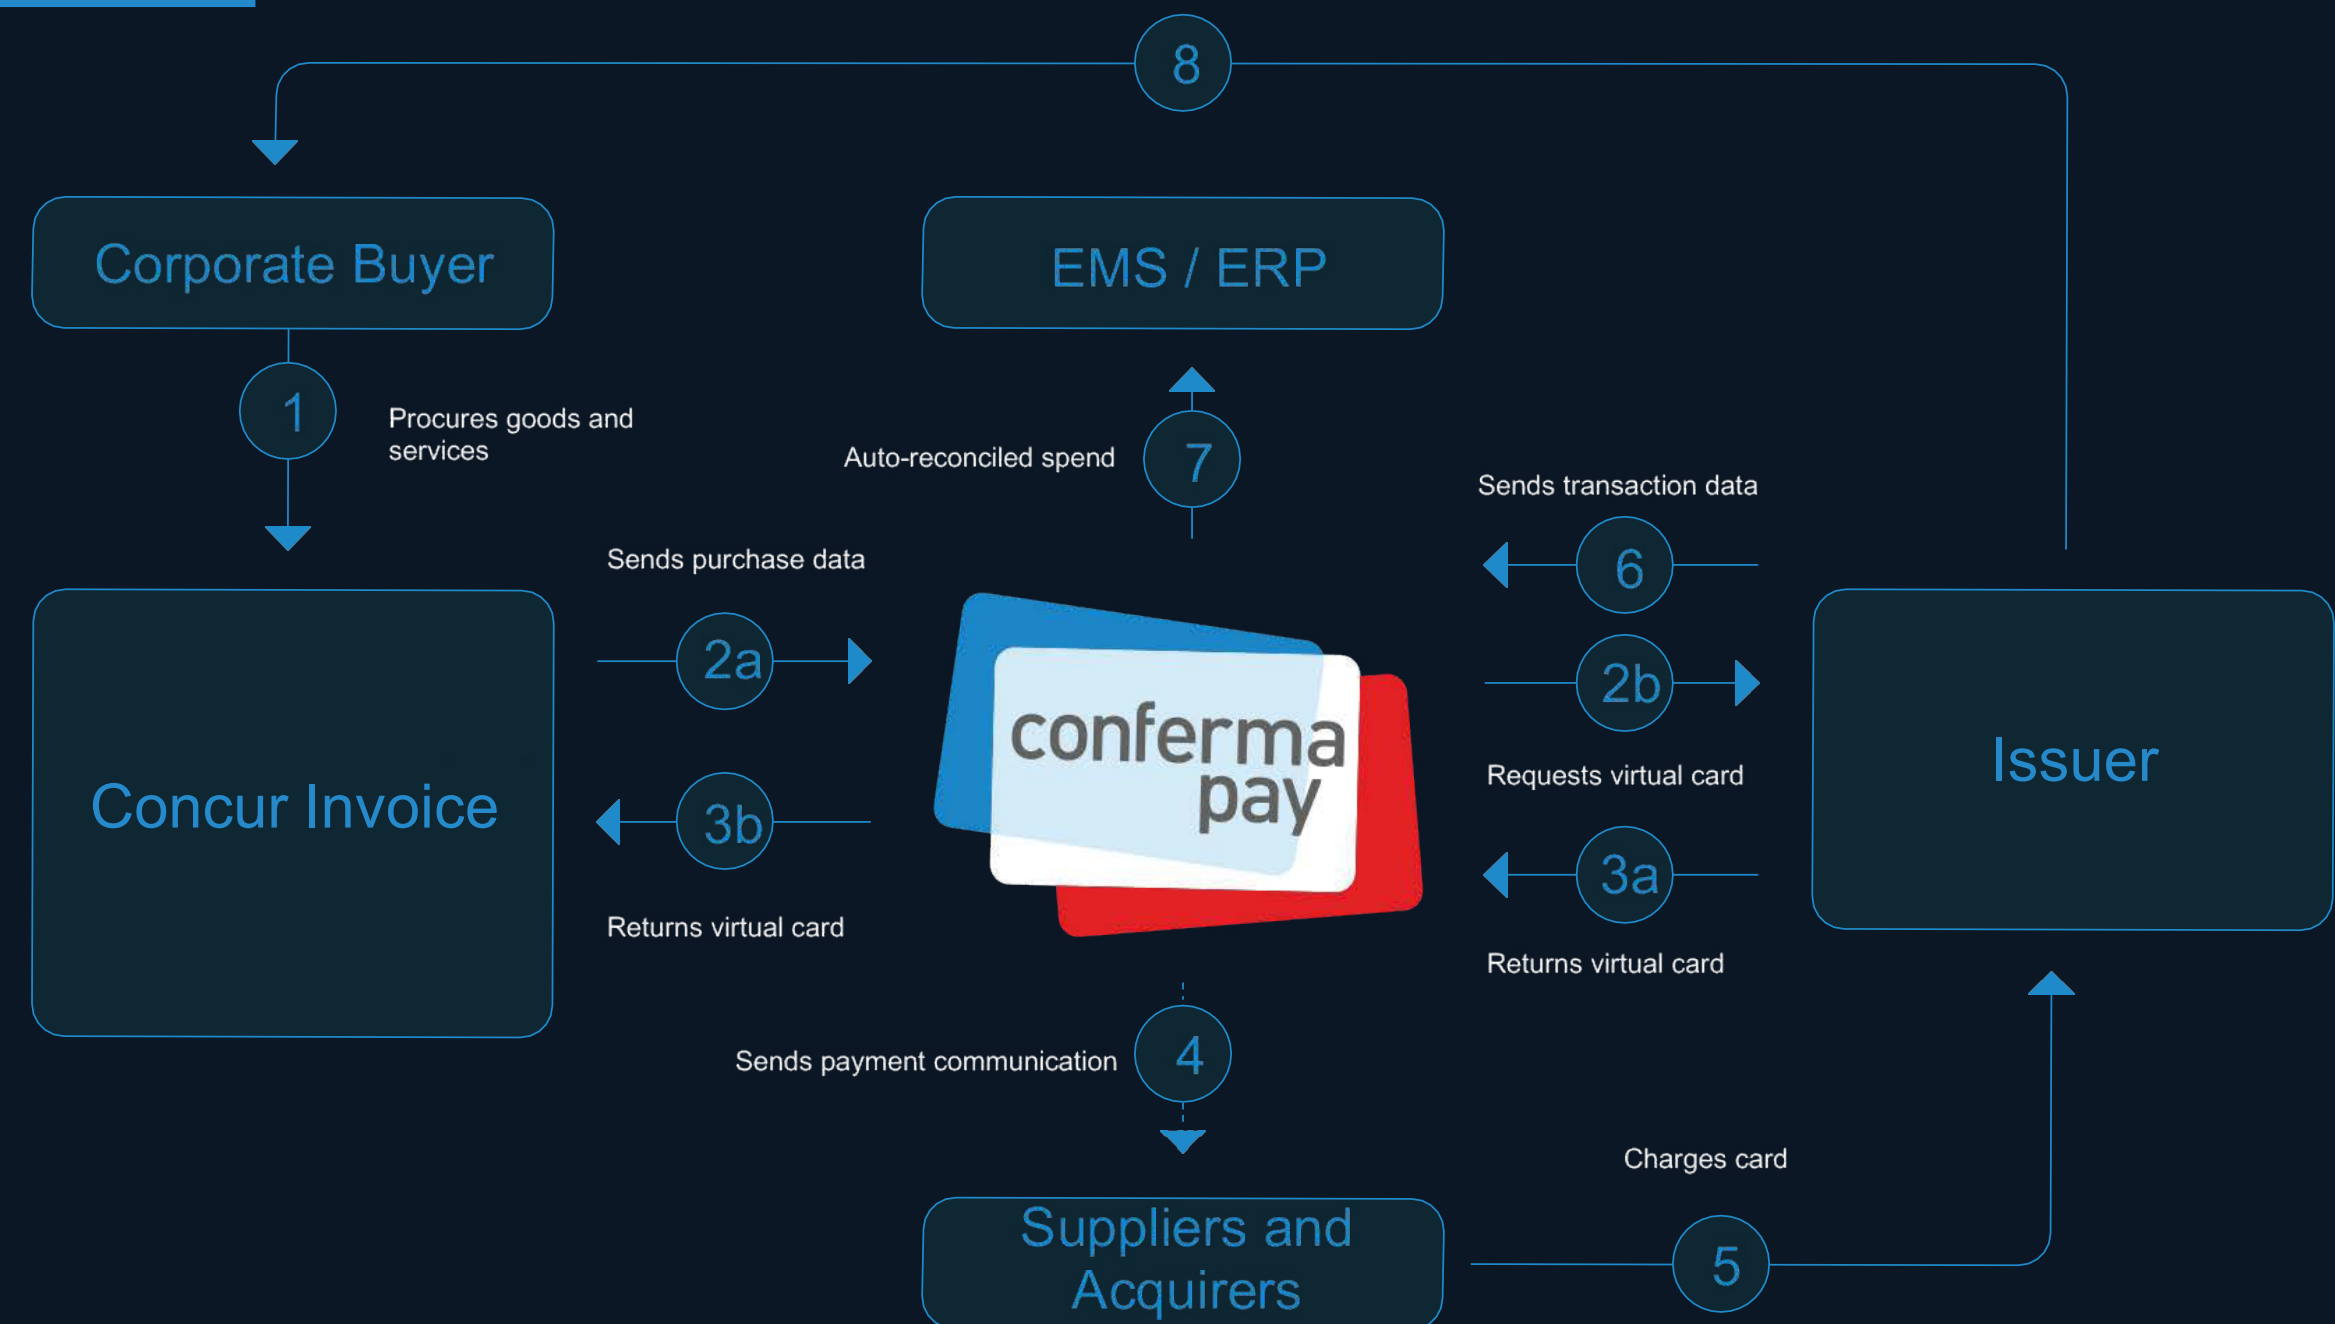 8
Corporate Buyer
EMS / ERP
1
Procures goods and
services
Auto-reconciled spend
7
Sends transaction data
6
Sends purchase data
2a
2b
Requests virtual card
conferma
pay
Concur Invoice
Issuer
3b
Returns virtual card
3a
Returns virtual card
Sends payment communication
4
Charges card
Suppliers and
Acquirers
5